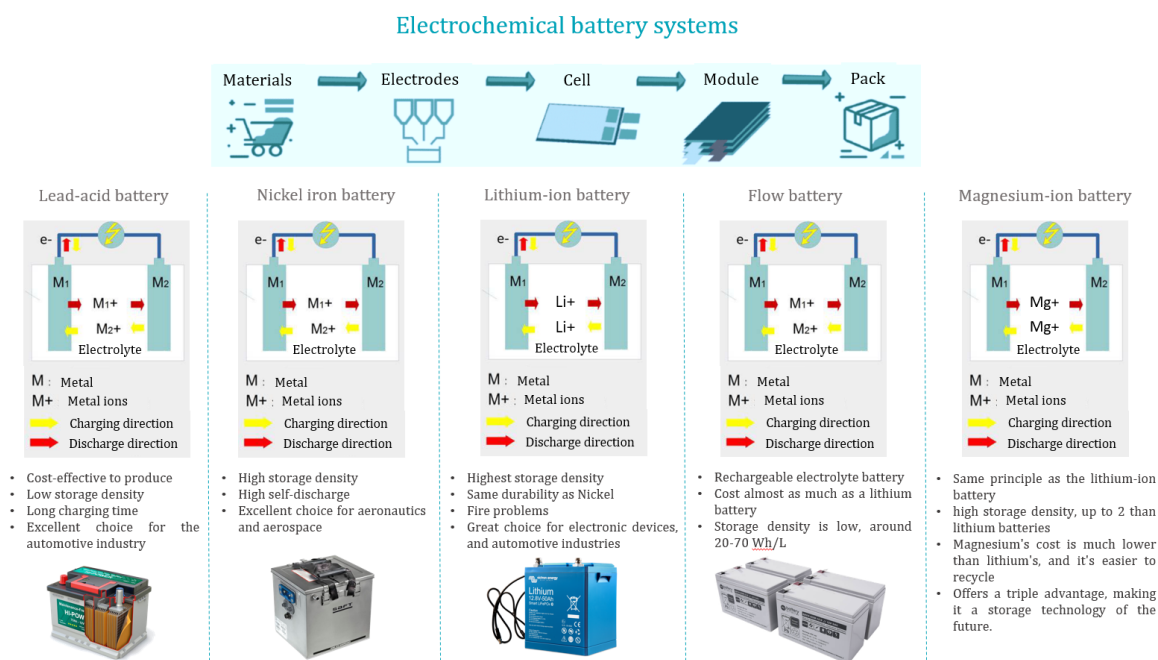 Electrochemical battery systems
Materials
Electrodes
Cell
Module
Pack
Lead-acid battery
e-
M1
M2
M1+
M2+
Electrolyte
M : Metal
M+ : Metal ions
Charging direction
Discharge direction
• Cost-effective to produce
• Low storage density
• Long charging time
• Excellent choice for the
automotive industry
HI-POW
Nickel iron battery
e-
M1
M2
M1+
M2+
Electrolyte
M : Metal
M+ : Metal ions
Charging direction
Discharge direction
• High storage density
• High self-discharge
• Excellent choice for aeronautics
and aerospace
SAFT
Lithium-ion battery
e-
M1
M2
Li+
Li+
Electrolyte
M : Metal
M+ : Metal ions
Charging direction
Discharge direction
• Highest storage density
• Same durability as Nickel
• Fire problems
• Great choice for electronic devices,
and automotive industries
Lithium
Flow battery
e-
M1
M2
M1+
M2+
Electrolyte
M : Metal
M+ : Metal ions
Charging direction
Discharge direction
• Rechargeable electrolyte battery
• Cost almost as much as a lithium
battery
• Storage density is low, around
20-70 Wh/L
Magnesium-ion battery
e-
M1
M2
Mg+
Mg+
Electrolyte
M : Metal
M+ : Metal ions
Charging direction
Discharge direction
• Same principle as the lithium-ion
battery
• high storage density, up to 2 than
lithium batteries
• Magnesium's cost is much lower
than lithium's, and it's easier to
recycle
• Offers a triple advantage, making
it a storage technology of the
future.